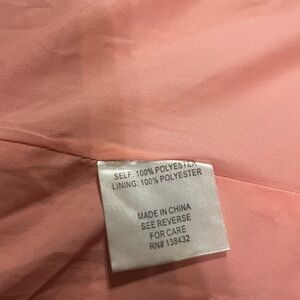 SELF: 100% POLYESTER
LINING: 100% POLYESTER
MADE IN CHINA
SEE REVERSE
FOR CARE
RN# 138432